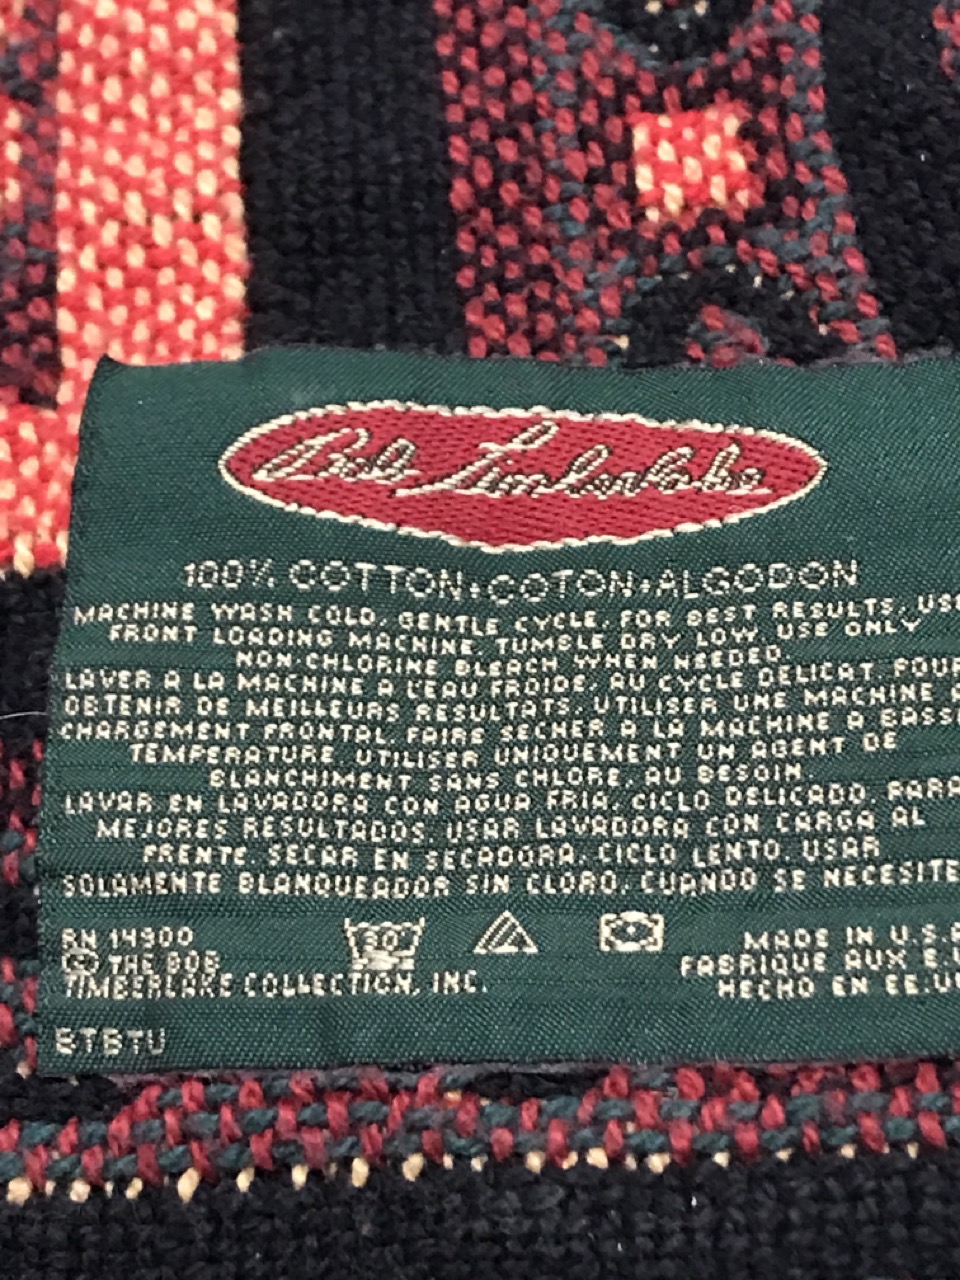 Bob Timberlake
100% COTTON • COTON • ALGODON
MACHINE WASH COLD, GENTLE CYCLE, FOR BEST RESULTS, USE
FRONT LOADING MACHINE, TUMBLE DRY LOW, USE ONLY
NON-CHLORINE BLEACH WHEN NEEDED.
LAVER A LA MACHINE A L'EAU FROIDE, AU CYCLE DELICAT. POUR
OBTENIR DE MEILLEURS RESULTATS, UTILISER UNE MACHINE A
CHARGEMENT FRONTAL. FAIRE SECHER A LA MACHINE A BASSE
TEMPERATURE. UTILISER UNIQUEMENT UN AGENT DE
BLANCHIMENT SANS CHLORE, AU BESOIN.
LAVAR EN LAVADORA CON AGUA FRIA, CICLO DELICADO. PARA
MEJORES RESULTADOS, USAR LAVADORA CON CARGA AL
FRENTE. SECAR EN SECADORA, CICLO LENTO. USAR
SOLAMENTE BLANQUEADOR SIN CLORO, CUANDO SE NECESITE
RN 14900
© THE BOB
TIMBERLAKE COLLECTION, INC.
30
MADE IN U.S.A
FABRIQUE AUX E.U
HECHO EN EE.UU
BTBTU